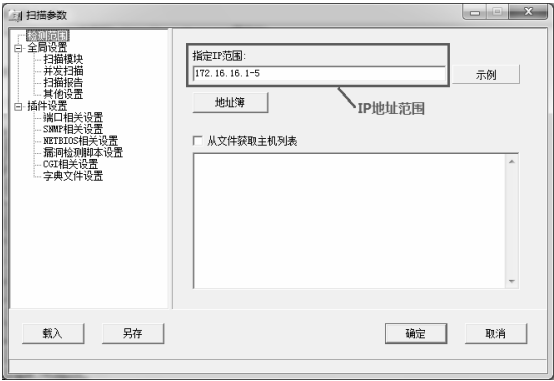 扫描参数
检测范围
全局设置
扫描模块
并发扫描
扫描报告
其他设置
插件设置
端口相关设置
SNMP相关设置
NETBIOS相关设置
漏洞检测脚本设置
CGI相关设置
字典文件设置
指定IP范围:
172.16.16.1-5
示例
地址簿
IP地址范围
从文件获取主机列表
载入
另存
确定
取消